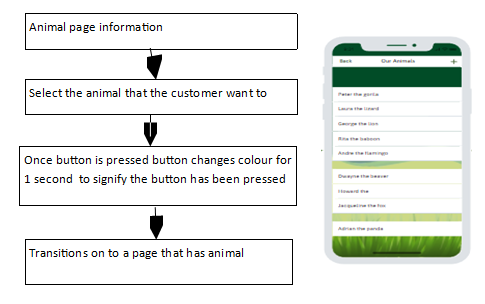 Animal page information
Select the animal that the customer want to
Once button is pressed button changes colour for
1 second to signify the button has been pressed
Transitions on to a page that has animal
Back Our Animals +
Peter the gorila
Laura the lizard
George the lion
Rita the baboon
Andre the flamingo
Dwayne the beaver
Howard the
Jacqueline the fox
Adrian the panda